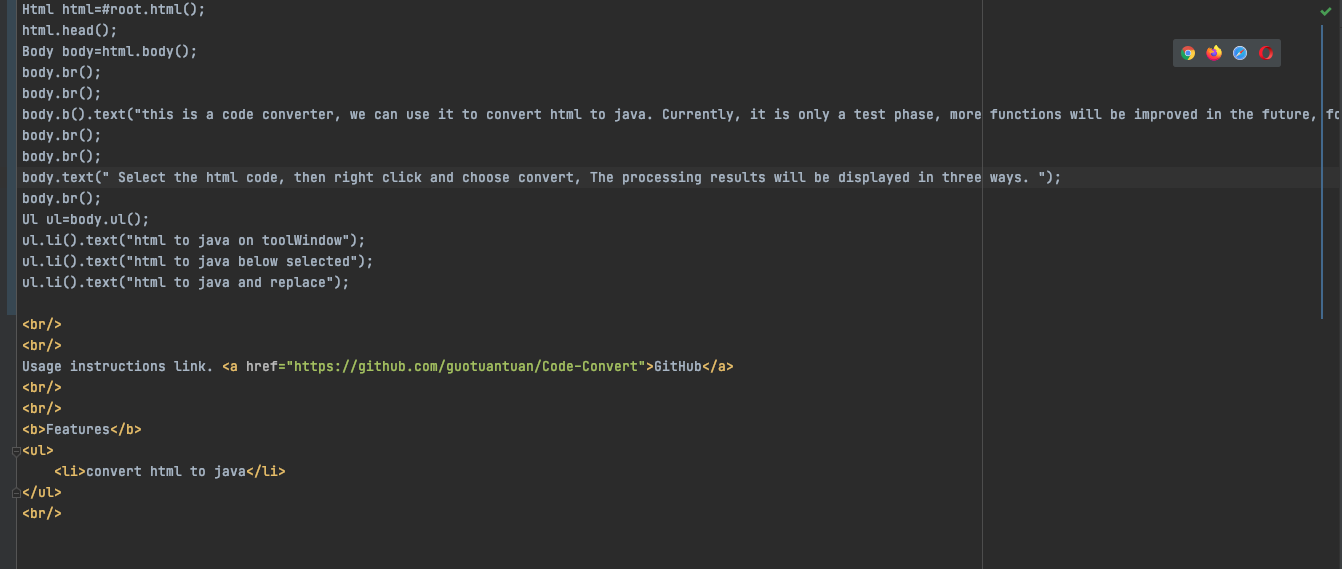 Html html=#root.html();
html.head();
Body body=html.body();
body.br();
body.br();
body.b().text("this is a code converter, we can use it to convert html to java. Currently, it is only a test phase, more functions will be improved in the future,
body.br();
body.br();
body.text(" Select the html code, then right click and choose convert, The processing results will be displayed in three ways. ");
body.br();
Ul ul=body.ul();
ul.li().text("html to java on toolWindow");
ul.li().text("html to java below selected");
ul.li().text("html to java and replace");
<br/>
<br/>
Usage instructions link. <a href="https://github.com/guotuantuan/Code-Convert">GitHub</a>
<br/>
<br/>
<b>Features</b>
<ul>
    <li>convert html to java</li>
</ul>
<br/>